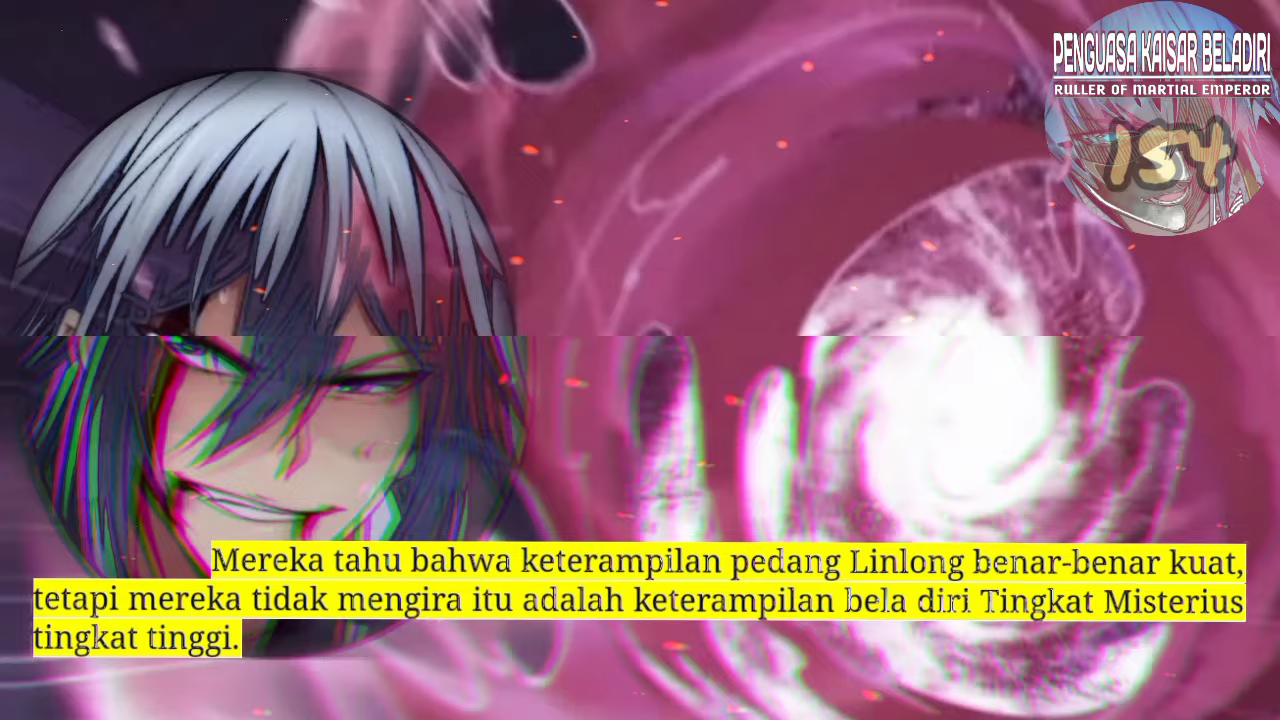 PENGUASA KAISAR BELADIRI
RULLER OF MARTIAL EMPEROR
154
Mereka tahu bahwa keterampilan pedang Linlong benar-benar kuat,
tetapi mereka tidak mengira itu adalah keterampilan bela diri Tingkat Misterius
tingkat tinggi.